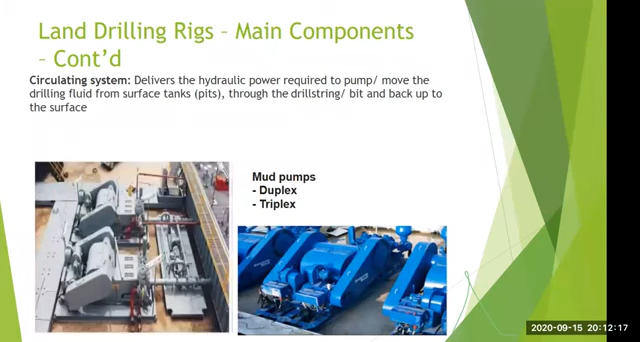 Land Drilling Rigs – Main Components
– Cont’d
Circulating system: Delivers the hydraulic power required to pump/ move the
drilling fluid from surface tanks (pits), through the drillstring/ bit and back up to
the surface
Mud pumps
- Duplex
- Triplex
2020-09-15 20:12:17